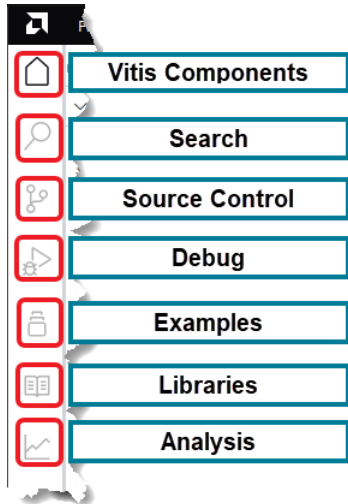 Vitis Components
Search
Source Control
Debug
Examples
Libraries
Analysis